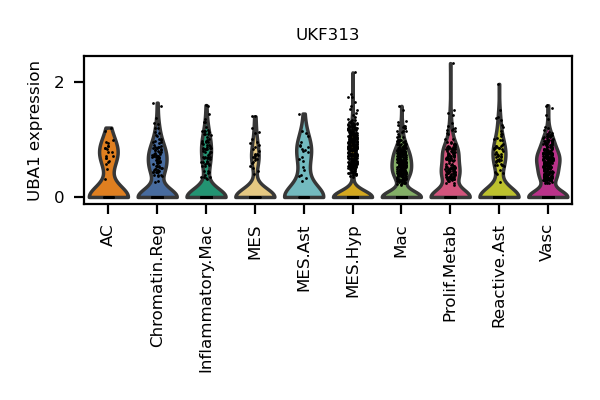 UKF313
UBA1 expression
2
0
AC
Chromatin.Reg
Inflammatory.Mac
MES
MES.Ast
MES.Hyp
Mac
Prolif.Metab
Reactive.Ast
Vasc